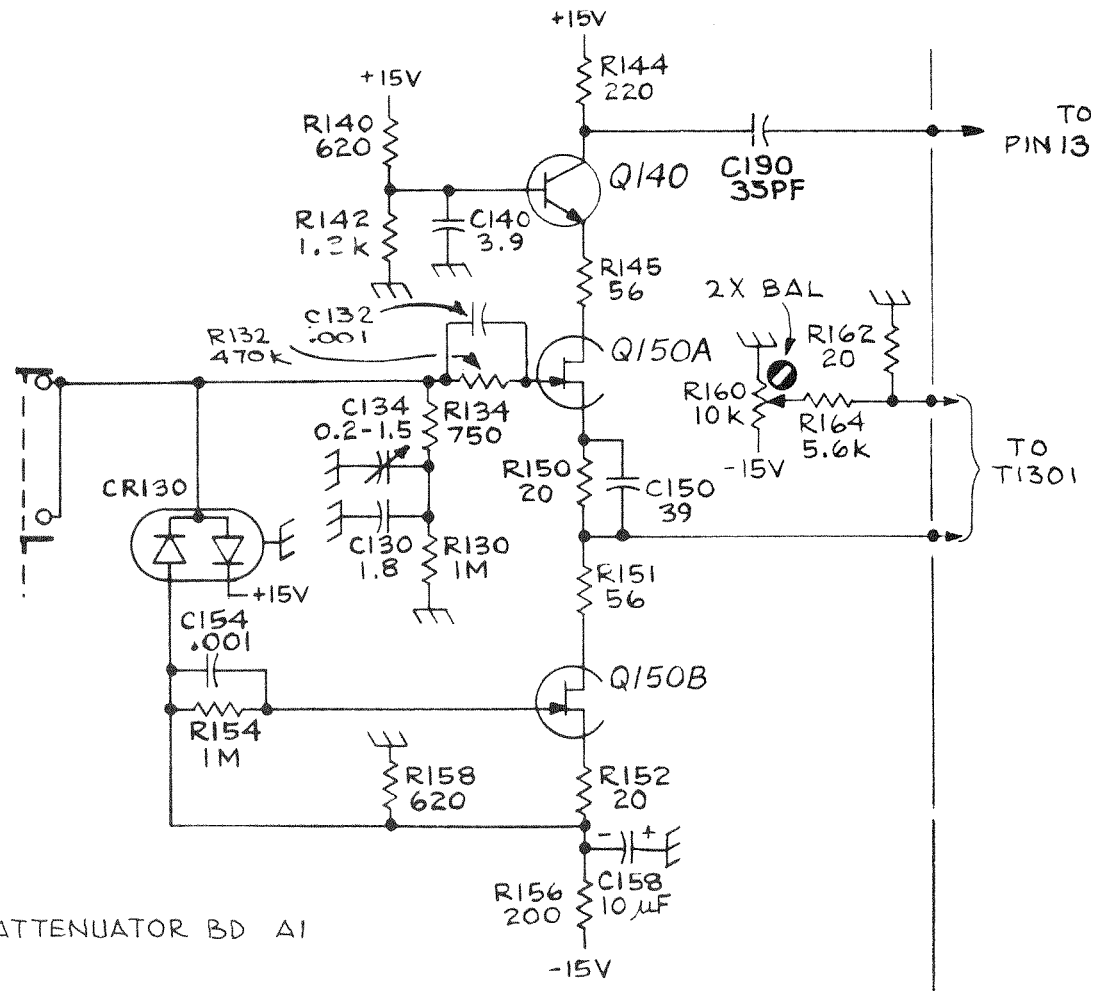 +15V
R144
220
+15V
R140
620
TO
PIN 13
Q140
C190
35PF
R142
C140
3.9
R145
56
2X BAL
C132
.001
R132
470K
Q150A
R162
20
R160
10K
C134
0.2-1.5
R134
750
R164
5.6K
-15V
TO
T1301
R150
20
C150
39
CR130
C130
1.8
R130
1M
+15V
R151
56
C154
.001
Q150B
R154
1M
R158
620
R152
20
- +
R156
200
C158
10 µF
-15V
ATTENUATOR BD A1